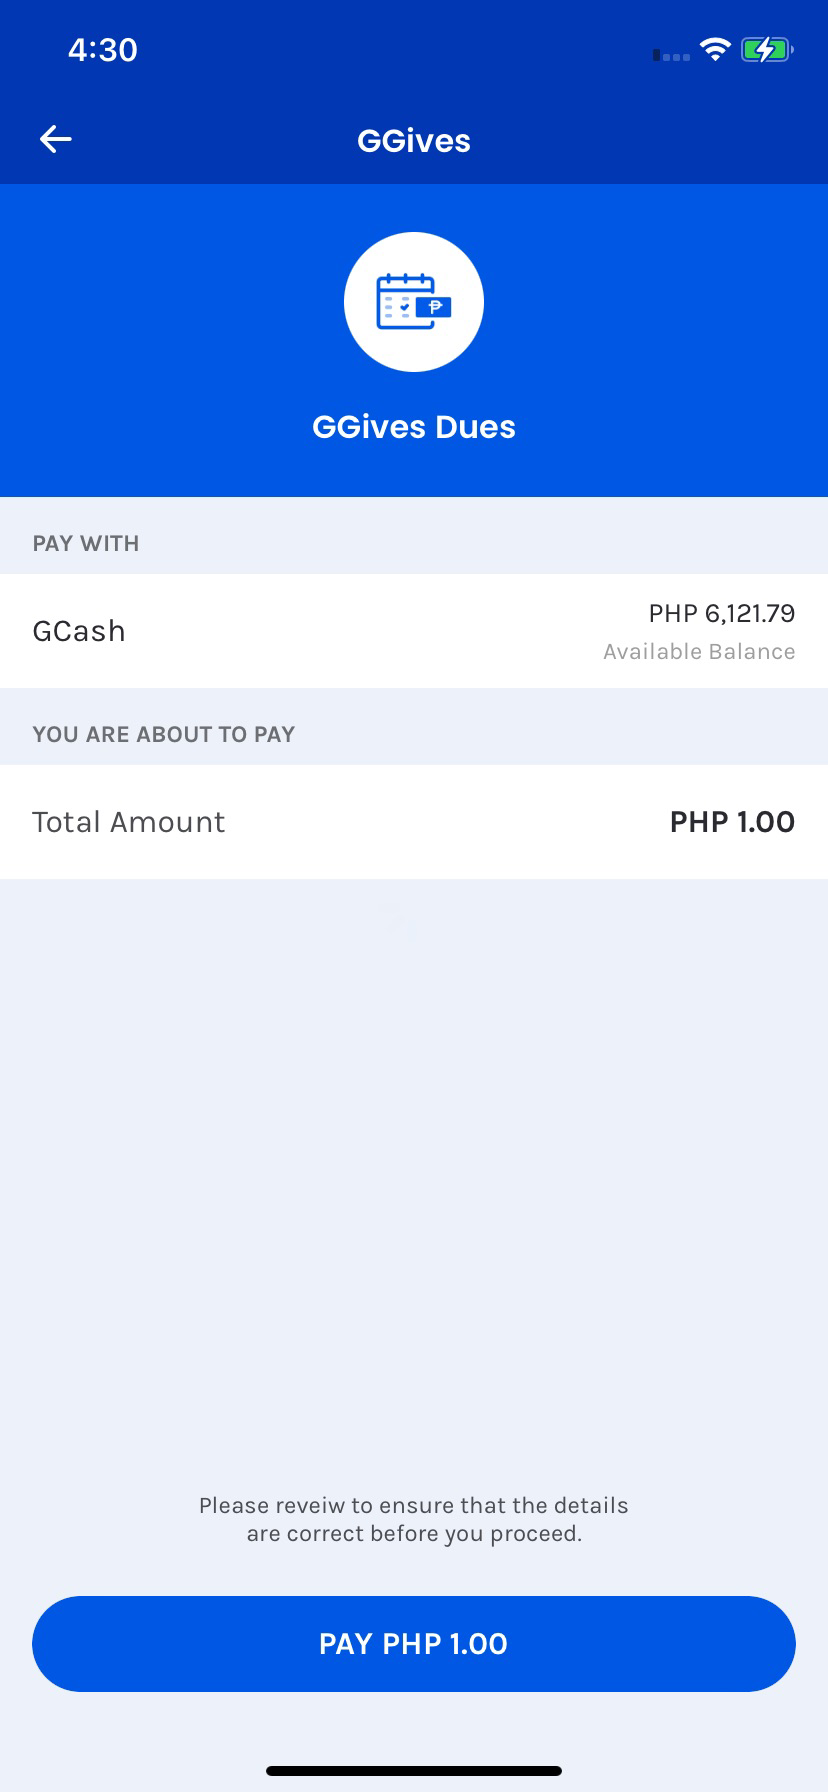 4:30
GGives
₱
GGives Dues
PAY WITH
GCash
PHP 6,121.79
Available Balance
YOU ARE ABOUT TO PAY
Total Amount
PHP 1.00
Please reveiw to ensure that the details
are correct before you proceed.
PAY PHP 1.00